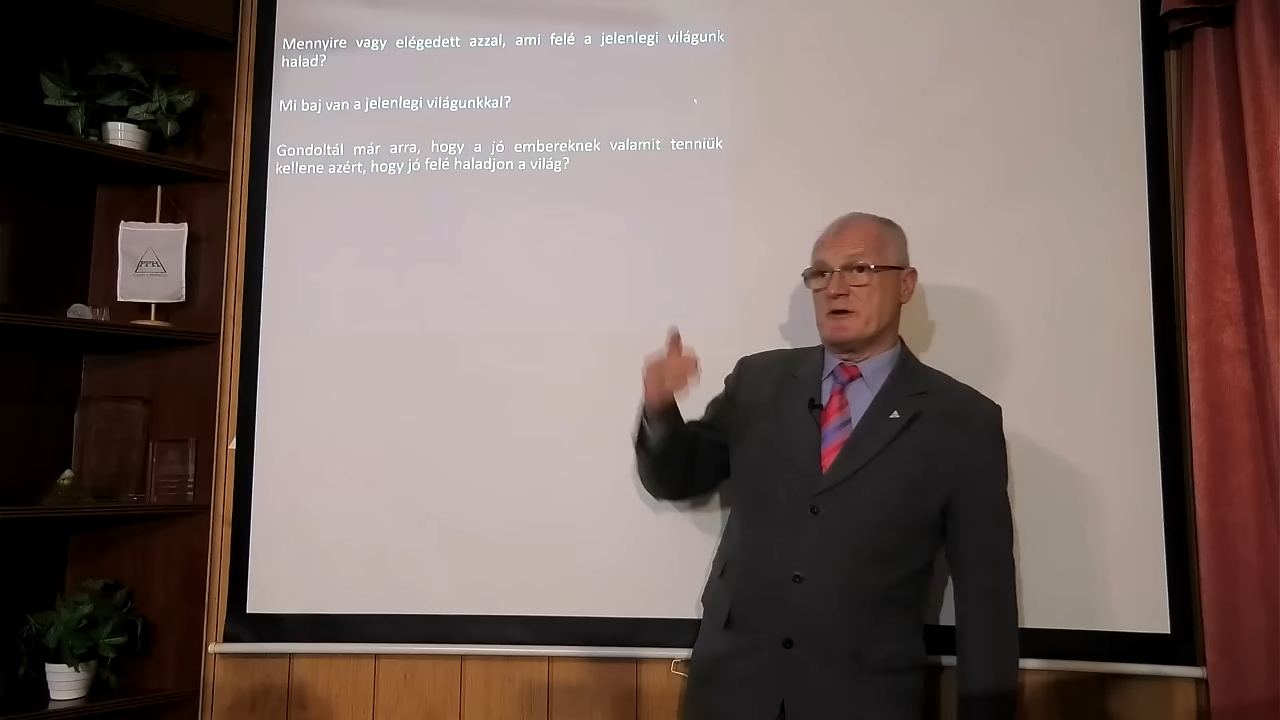 Mennyire vagy elégedett azzal, ami felé a jelenlegi világunk
halad?
Mi baj van a jelenlegi világunkkal?
Gondoltál már arra, hogy a jó embereknek valamit tenniük
kellene azért, hogy jó felé haladjon a világ?